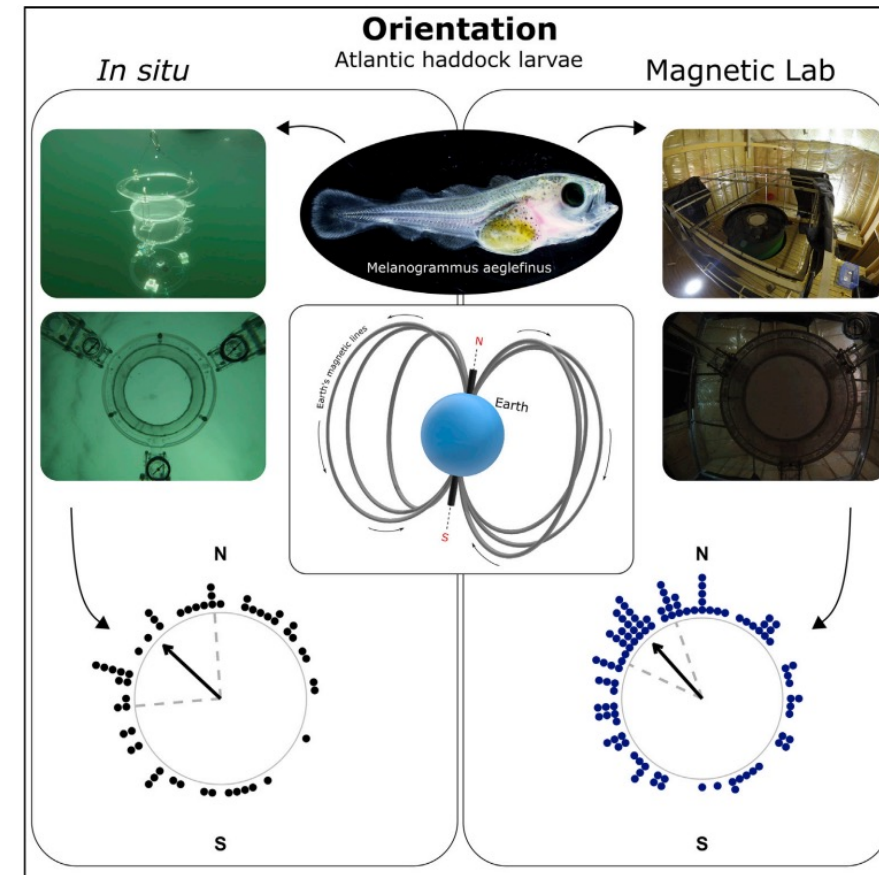 Orientation
Atlantic haddock larvae
In situ
Magnetic Lab
Melanogrammus aeglefinus
Earth's magnetic lines
N
Earth
S
N
N
S
S